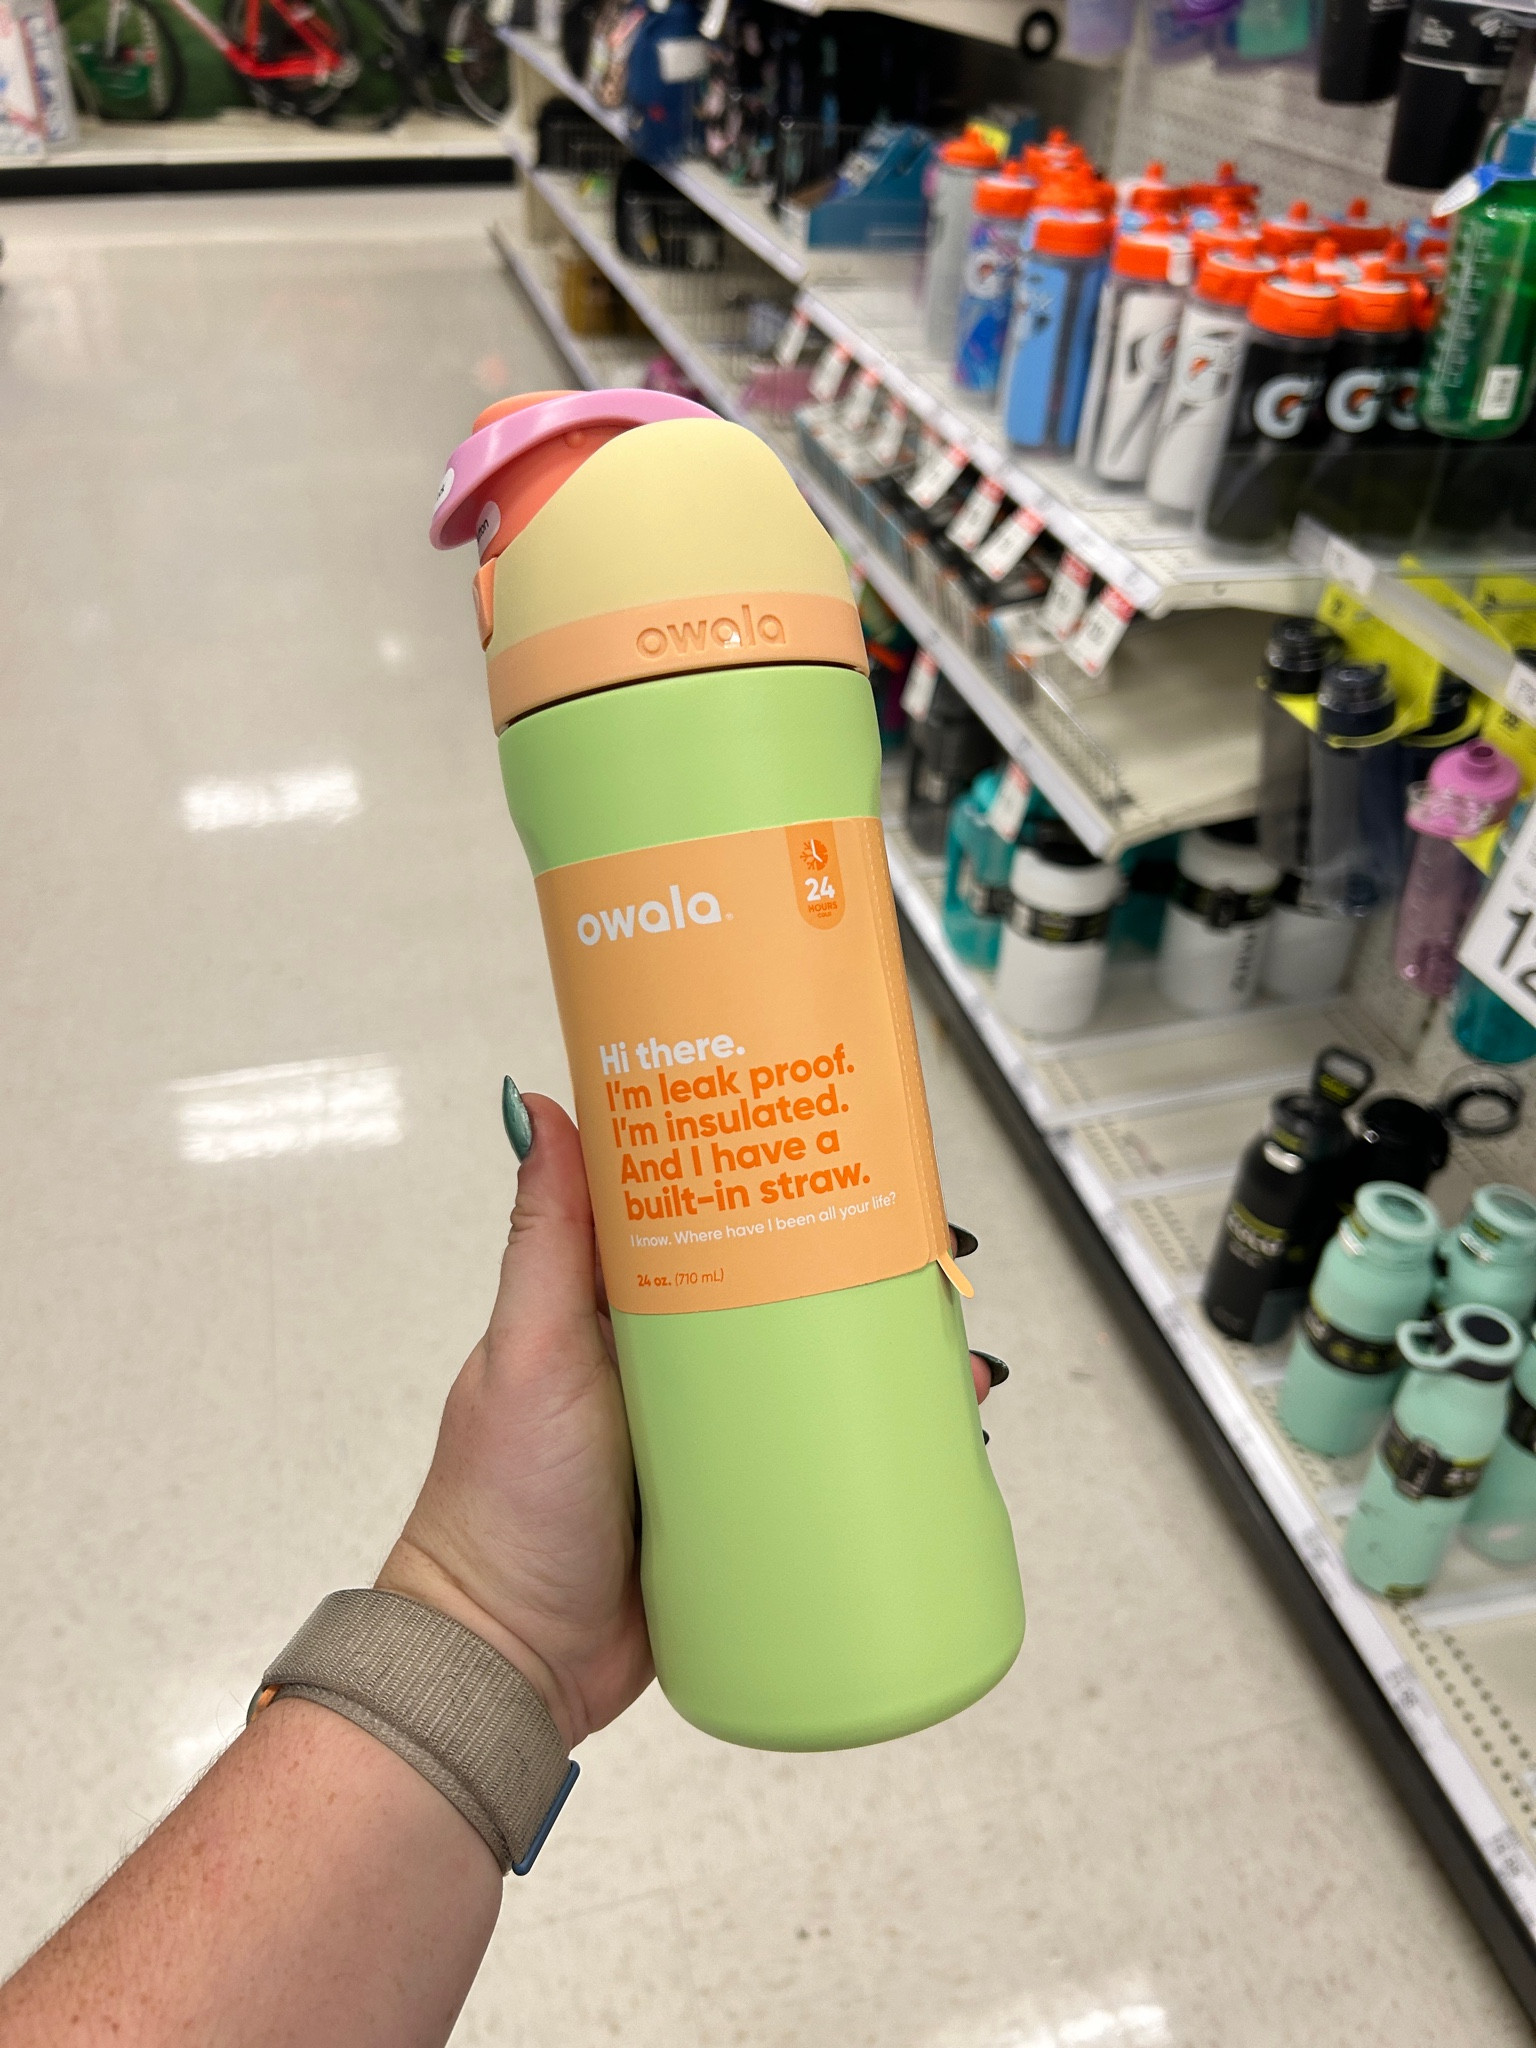 owala
owala®
24
HOURS
COLD
Hi there.
I'm leak proof.
I'm insulated.
And I have a
built-in straw.
I know. Where have I been all your life?
24 oz. (710 mL)
G
G
G
G
G